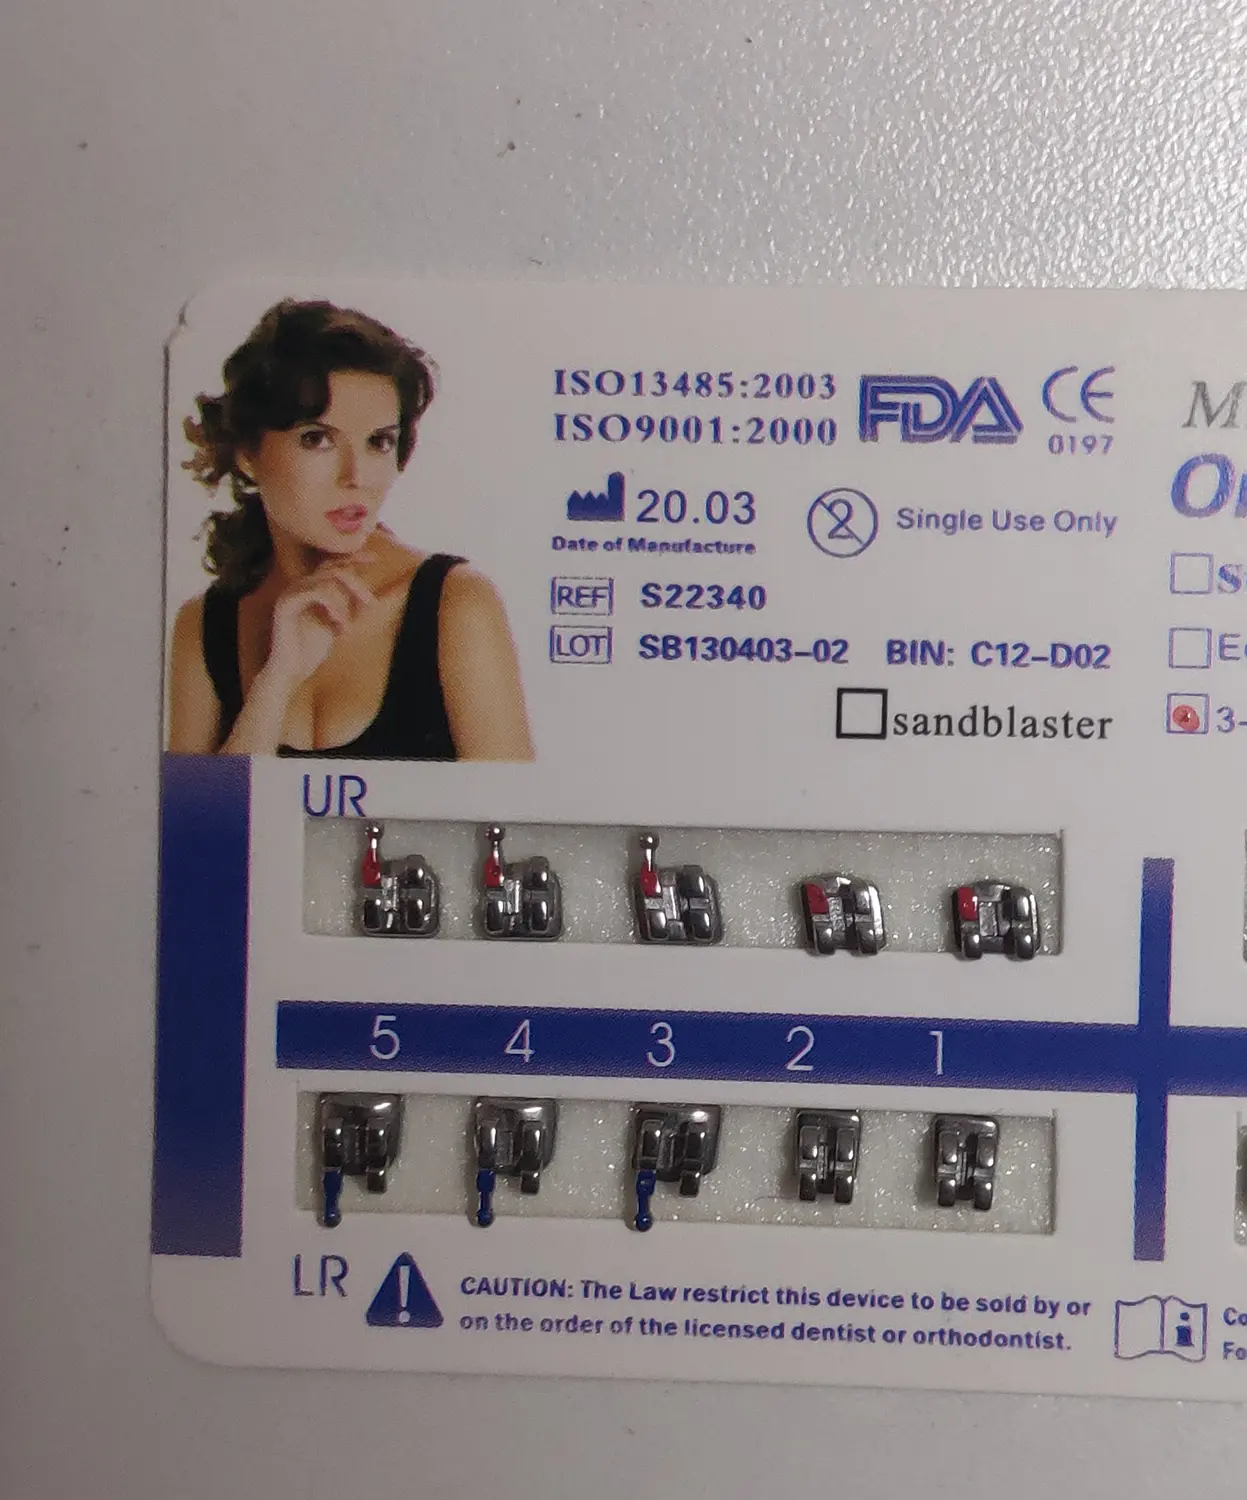 ISO13485:2003
ISO9001:2000
FDA
CE
0197
20.03
Date of Manufacture
2
Single Use Only
REF S22340
LOT SB130403-02 BIN: C12-D02
sandblaster
3-
UR
5 4 3 2 1
LR
CAUTION: The Law restrict this device to be sold by or
on the order of the licensed dentist or orthodontist.